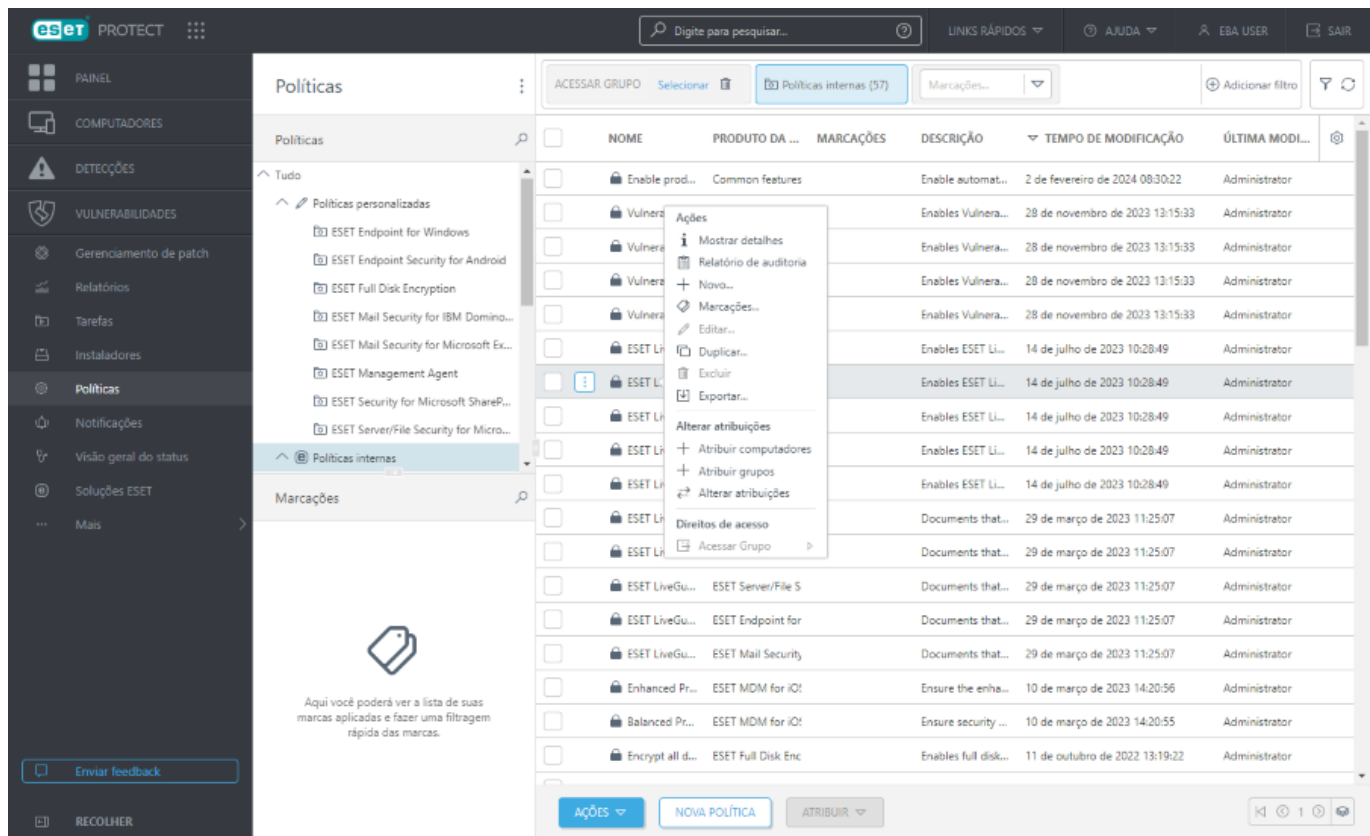 eset PROTECT
Digite para pesquisar...
LINKS RÁPIDOS
AJUDA
EBA USER
SAIR
PAINEL
COMPUTADORES
DETECÇÕES
VULNERABILIDADES
Gerenciamento de patch
Relatórios
Tarefas
Instaladores
Políticas
Notificações
Visão geral do status
Soluções ESET
Mais
Enviar feedback
RECOLHER
Políticas
Políticas
Tudo
Políticas personalizadas
ESET Endpoint for Windows
ESET Endpoint Security for Android
ESET Full Disk Encryption
ESET Mail Security for IBM Domino...
ESET Mail Security for Microsoft Ex...
ESET Management Agent
ESET Security for Microsoft ShareP...
ESET Server/File Security for Micro...
Políticas internas
Marcações
Aqui você poderá ver a lista de suas
marcas aplicadas e fazer uma filtragem
rápida das marcas.
ACESSAR GRUPO Selecionar
Políticas internas (57)
Marcações...
Adicionar filtro
NOME PRODUTO DA ... MARCAÇÕES DESCRIÇÃO TEMPO DE MODIFICAÇÃO ÚLTIMA MODI...
Enable prod... Common features Enable automat... 2 de fevereiro de 2024 08:30:22 Administrator
Vulnera Enables Vulnera... 28 de novembro de 2023 13:15:33 Administrator
Vulnera Enables Vulnera... 28 de novembro de 2023 13:15:33 Administrator
Vulnera Enables Vulnera... 28 de novembro de 2023 13:15:33 Administrator
Vulnera Enables Vulnera... 28 de novembro de 2023 13:15:33 Administrator
ESET Li Enables ESET Li... 14 de julho de 2023 10:28:49 Administrator
ESET L Enables ESET Li... 14 de julho de 2023 10:28:49 Administrator
ESET Li Enables ESET Li... 14 de julho de 2023 10:28:49 Administrator
ESET Li Enables ESET Li... 14 de julho de 2023 10:28:49 Administrator
ESET Li Enables ESET Li... 14 de julho de 2023 10:28:49 Administrator
ESET Li Documents that... 29 de março de 2023 11:25:07 Administrator
ESET Li Documents that... 29 de março de 2023 11:25:07 Administrator
ESET LiveGu... ESET Server/File S Documents that... 29 de março de 2023 11:25:07 Administrator
ESET LiveGu... ESET Endpoint for Documents that... 29 de março de 2023 11:25:07 Administrator
ESET LiveGu... ESET Mail Security Documents that... 29 de março de 2023 11:25:07 Administrator
Enhanced Pr... ESET MDM for iO Ensure the enha... 10 de março de 2023 14:20:56 Administrator
Balanced Pr... ESET MDM for iO Ensure security ... 10 de março de 2023 14:20:55 Administrator
Encrypt all d... ESET Full Disk Enc Enables full disk... 11 de outubro de 2022 13:19:22 Administrator
Ações
Mostrar detalhes
Relatório de auditoria
Novo...
Marcações...
Editar...
Duplicar...
Excluir
Exportar...
Alterar atribuições
Atribuir computadores
Atribuir grupos
Alterar atribuições
Direitos de acesso
Acessar Grupo
AÇÕES
NOVA POLÍTICA
ATRIBUIR
1